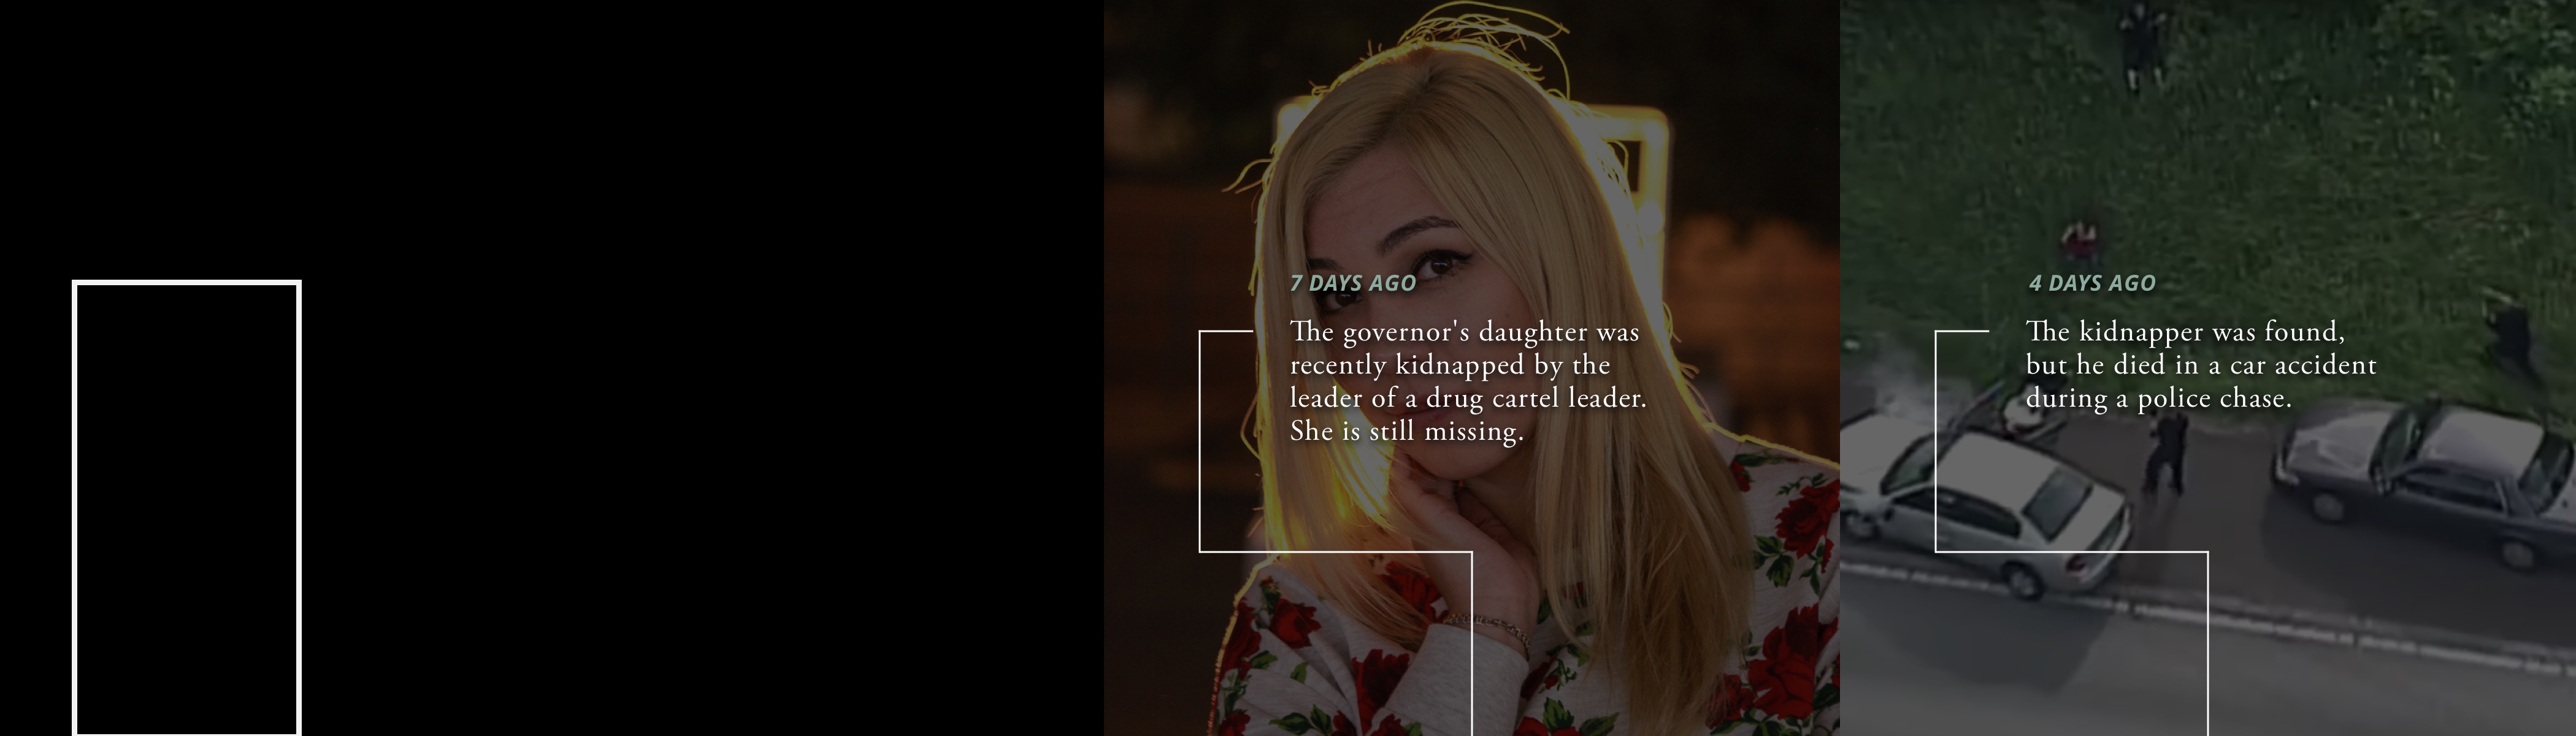 7 DAYS AGO
The governor's daughter was
recently kidnapped by the
leader of a drug cartel leader.
She is still missing.
4 DAYS AGO
The kidnapper was found,
but he died in a car accident
during a police chase.